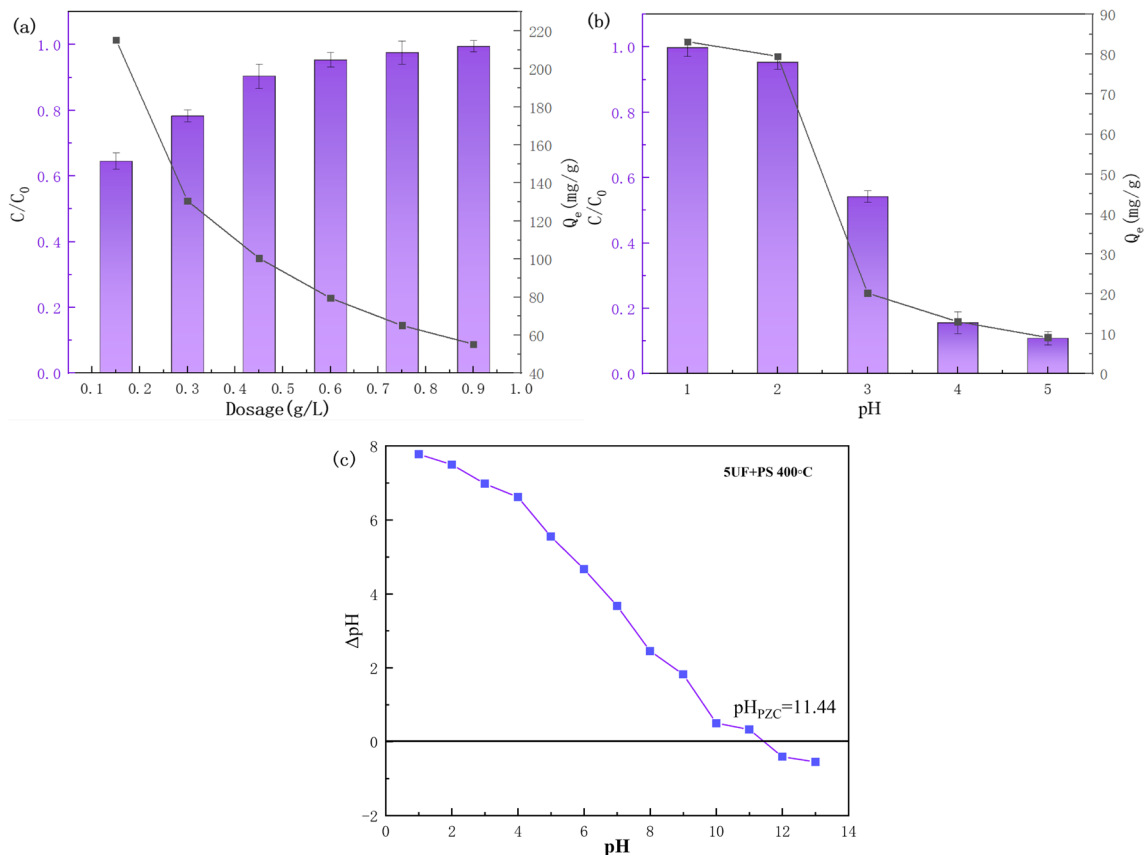 (a)
C/C0
1.0
0.8
0.6
0.4
0.2
0.0
0.1 0.2 0.3 0.4 0.5 0.6 0.7 0.8 0.9 1.0
Dosage(g/L)
220
200
180
160
140
120
100
80
60
40
Qe(mg/g)
(b)
C/C0
1.0
0.8
0.6
0.4
0.2
0.0
1 2 3 4 5
pH
90
80
70
60
50
40
30
20
10
0
Qe(mg/g)
(c)
5UF+PS 400◦C
ΔpH
8
6
4
2
0
-2
pHPZC=11.44
0 2 4 6 8 10 12 14
pH